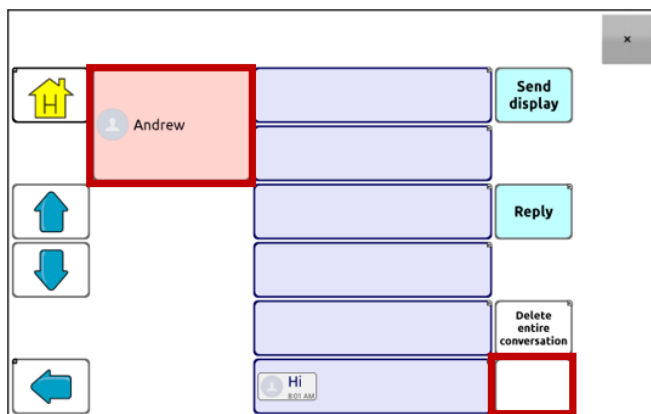 ×
H
Andrew
Send
display
Reply
Delete
entire
conversation
Hi
8:01 AM